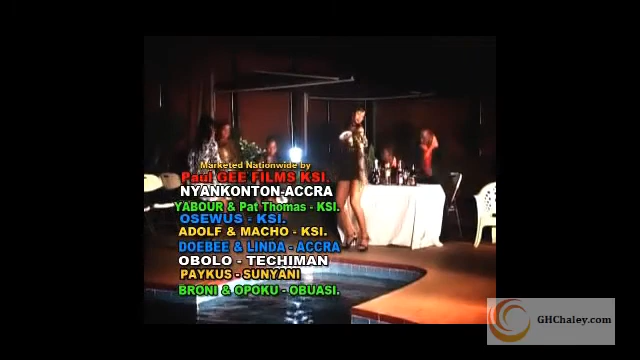 Marketed Nationwide by
Paul GEE FILMS KSI.
NYANKONTON-ACCRA
YABOUR & Pat Thomas - KSI.
OSEWUS - KSI.
ADOLF & MACHO - KSI.
DOEBEE & LINDA - ACCRA
OBOLO - TECHIMAN
PAYKUS - SUNYANI
BRONI & OPOKU - OBUASI.
GHChaley.com